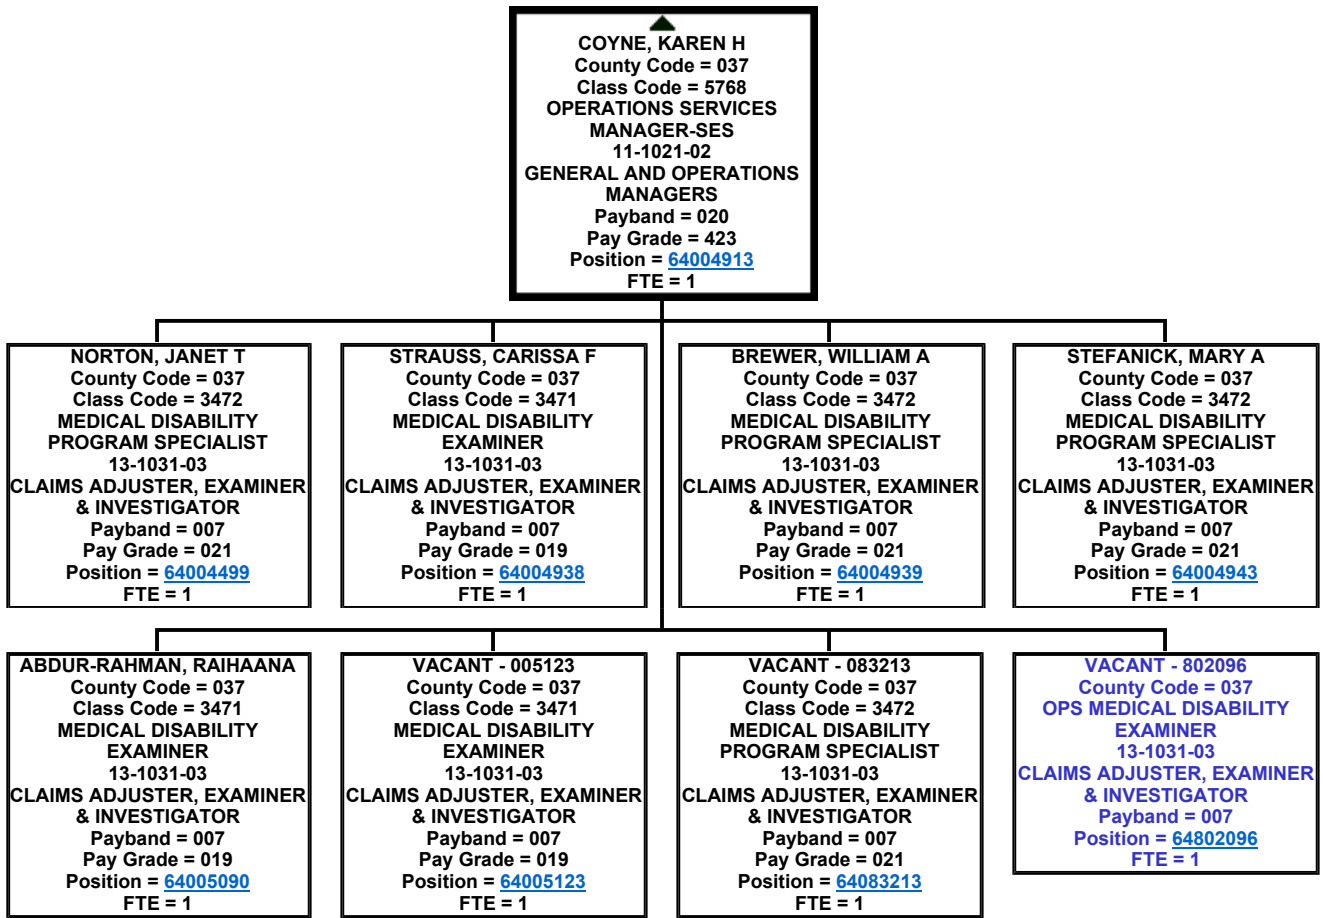 COYNE, KAREN H
County Code = 037
Class Code = 5768
OPERATIONS SERVICES
MANAGER-SES
11-1021-02
GENERAL AND OPERATIONS
MANAGERS
Payband = 020
Pay Grade = 423
Position = 64004913
FTE = 1
NORTON, JANET T
County Code = 037
Class Code = 3472
MEDICAL DISABILITY
PROGRAM SPECIALIST
13-1031-03
CLAIMS ADJUSTER, EXAMINER
& INVESTIGATOR
Payband = 007
Pay Grade = 021
Position = 64004499
FTE = 1
STRAUSS, CARISSA F
County Code = 037
Class Code = 3471
MEDICAL DISABILITY
EXAMINER
13-1031-03
CLAIMS ADJUSTER, EXAMINER
& INVESTIGATOR
Payband = 007
Pay Grade = 019
Position = 64004938
FTE = 1
BREWER, WILLIAM A
County Code = 037
Class Code = 3472
MEDICAL DISABILITY
PROGRAM SPECIALIST
13-1031-03
CLAIMS ADJUSTER, EXAMINER
& INVESTIGATOR
Payband = 007
Pay Grade = 021
Position = 64004939
FTE = 1
STEFANICK, MARY A
County Code = 037
Class Code = 3472
MEDICAL DISABILITY
PROGRAM SPECIALIST
13-1031-03
CLAIMS ADJUSTER, EXAMINER
& INVESTIGATOR
Payband = 007
Pay Grade = 021
Position = 64004943
FTE = 1
ABDUR-RAHMAN, RAIHAANA
County Code = 037
Class Code = 3471
MEDICAL DISABILITY
EXAMINER
13-1031-03
CLAIMS ADJUSTER, EXAMINER
& INVESTIGATOR
Payband = 007
Pay Grade = 019
Position = 64005090
FTE = 1
VACANT - 005123
County Code = 037
Class Code = 3471
MEDICAL DISABILITY
EXAMINER
13-1031-03
CLAIMS ADJUSTER, EXAMINER
& INVESTIGATOR
Payband = 007
Pay Grade = 019
Position = 64005123
FTE = 1
VACANT - 083213
County Code = 037
Class Code = 3472
MEDICAL DISABILITY
PROGRAM SPECIALIST
13-1031-03
CLAIMS ADJUSTER, EXAMINER
& INVESTIGATOR
Payband = 007
Pay Grade = 021
Position = 64083213
FTE = 1
VACANT - 802096
County Code = 037
OPS MEDICAL DISABILITY
EXAMINER
13-1031-03
CLAIMS ADJUSTER, EXAMINER
& INVESTIGATOR
Payband = 007
Position = 64802096
FTE = 1